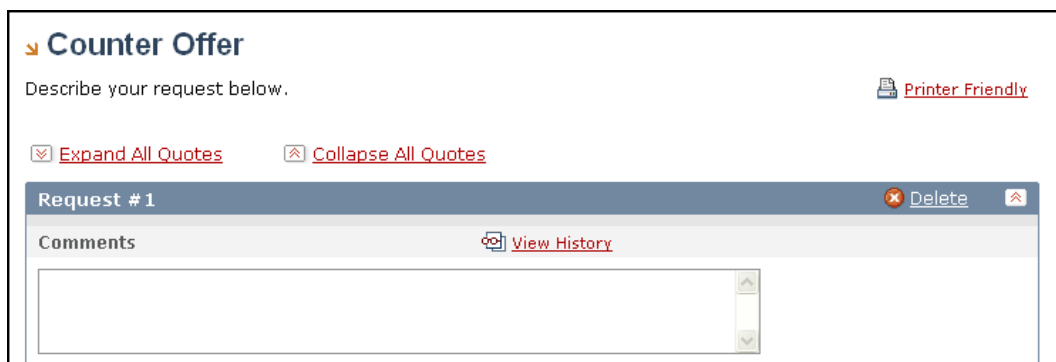 Counter Offer
Describe your request below.
Printer Friendly
Expand All Quotes
Collapse All Quotes
Request #1
Delete
Comments
View History